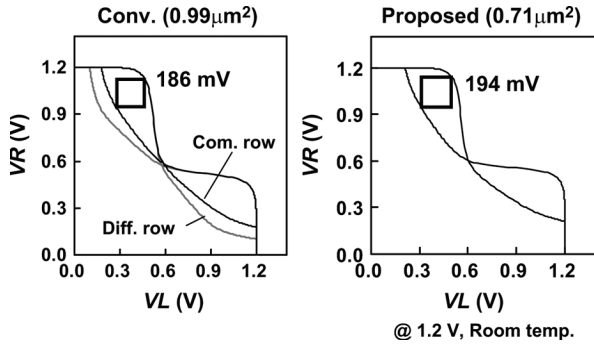 Conv. (0.99μm²)
1.2
0.9
0.6
0.3
0.0
VR (V)
186 mV
Com. row
Diff. row
0.0 0.3 0.6 0.9 1.2
VL (V)
Proposed (0.71μm²)
1.2
0.9
0.6
0.3
0.0
VR (V)
194 mV
0.0 0.3 0.6 0.9 1.2
VL (V)
@ 1.2 V, Room temp.